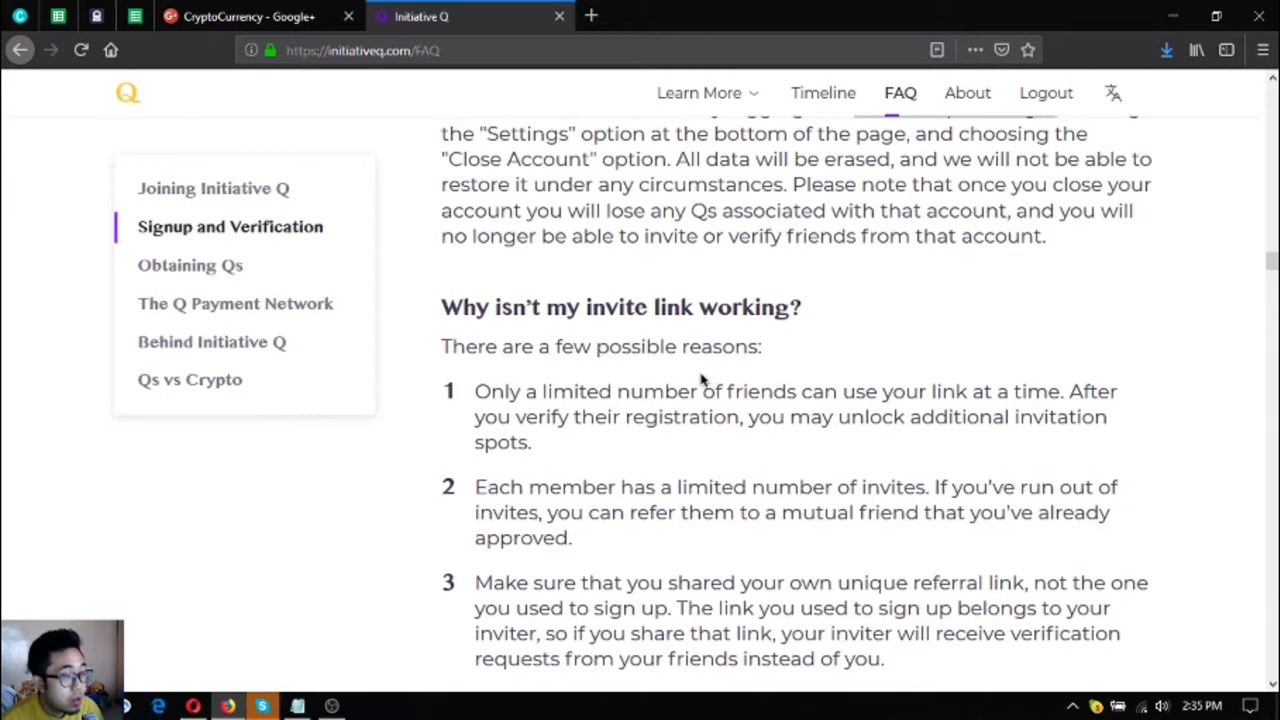 CryptoCurrency - Google+
Initiative Q
https://initiativeq.com/FAQ
Q
Learn More
Timeline
FAQ
About
Logout
Joining Initiative Q
Signup and Verification
Obtaining Qs
The Q Payment Network
Behind Initiative Q
Qs vs Crypto
the "Settings" option at the bottom of the page, and choosing the
"Close Account" option. All data will be erased, and we will not be able to
restore it under any circumstances. Please note that once you close your
account you will lose any Qs associated with that account, and you will
no longer be able to invite or verify friends from that account.
Why isn't my invite link working?
There are a few possible reasons:
1 Only a limited number of friends can use your link at a time. After
you verify their registration, you may unlock additional invitation
spots.
2 Each member has a limited number of invites. If you've run out of
invites, you can refer them to a mutual friend that you've already
approved.
3 Make sure that you shared your own unique referral link, not the one
you used to sign up. The link you used to sign up belongs to your
inviter, so if you share that link, your inviter will receive verification
requests from your friends instead of you.
2:35 PM